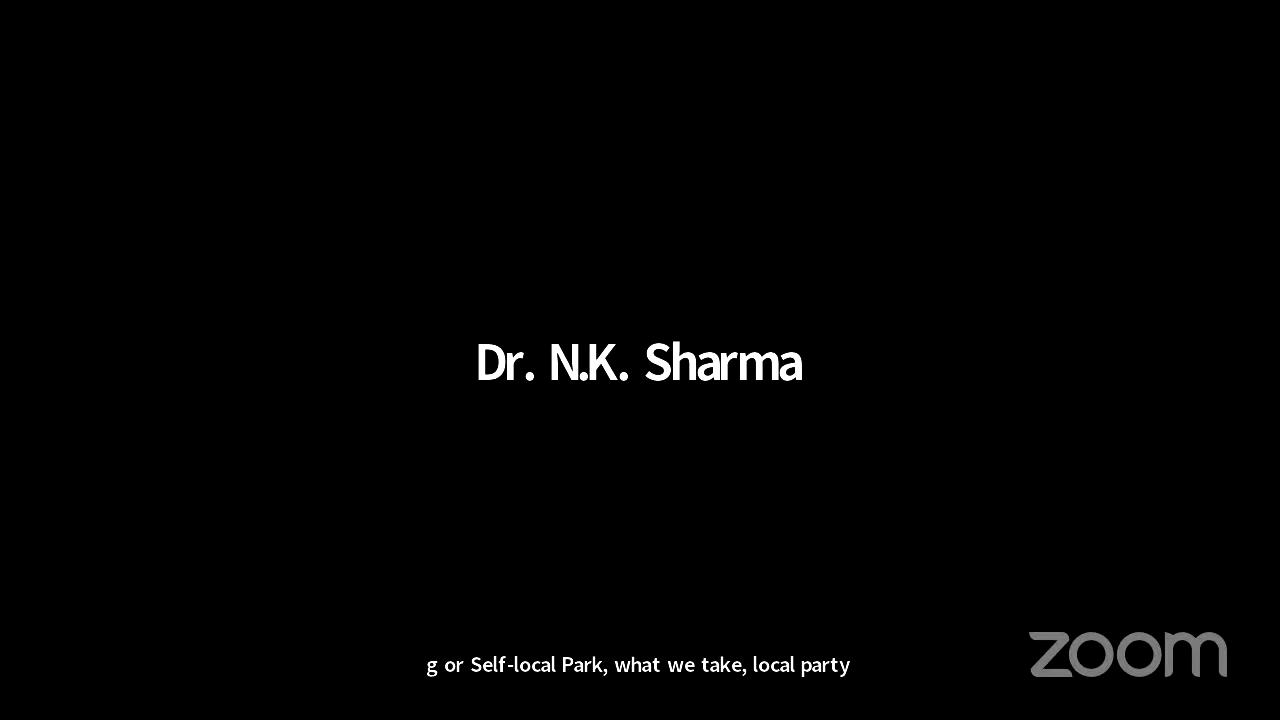 Dr. N.K. Sharma
g or Self-local Park, what we take, local party
zoom